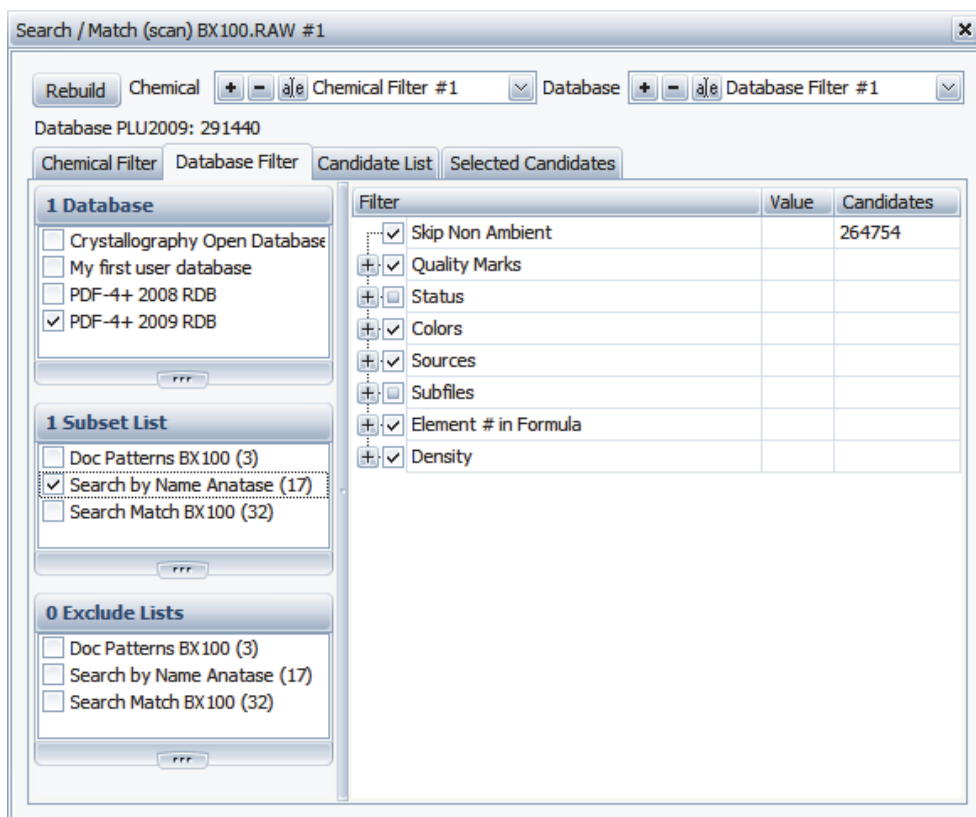 Search / Match (scan) BX100.RAW #1
Rebuild Chemical Chemical Filter #1 Database Database Filter #1
Database PLU2009: 291440
Chemical Filter Database Filter Candidate List Selected Candidates
1 Database
Crystallography Open Database
My first user database
PDF-4+ 2008 RDB
PDF-4+ 2009 RDB
1 Subset List
Doc Patterns BX100 (3)
Search by Name Anatase (17)
Search Match BX100 (32)
0 Exclude Lists
Doc Patterns BX100 (3)
Search by Name Anatase (17)
Search Match BX100 (32)
Filter Value Candidates
Skip Non Ambient 264754
Quality Marks
Status
Colors
Sources
Subfiles
Element # in Formula
Density